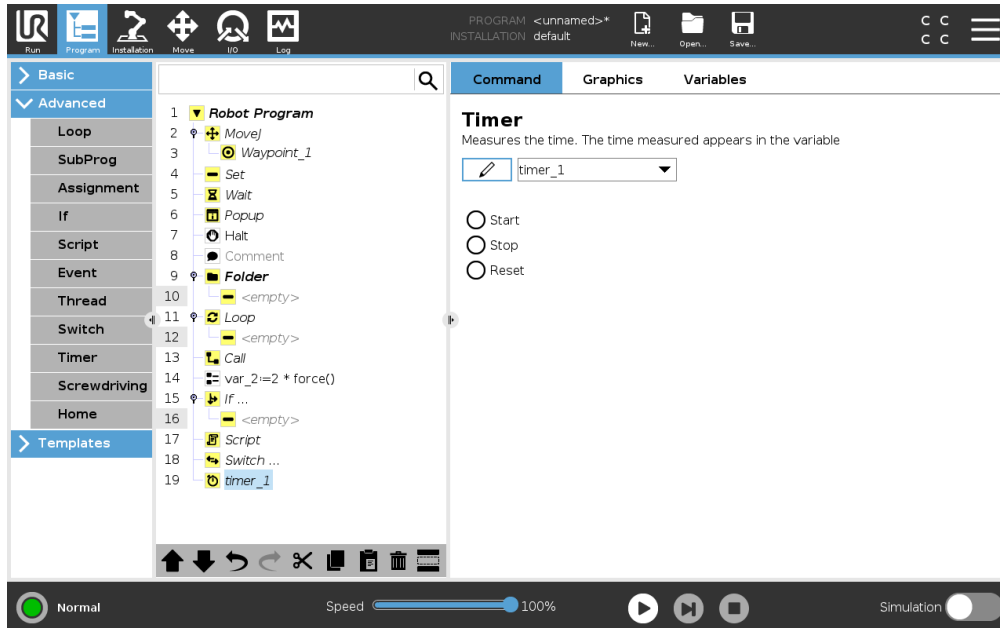 PROGRAM <unnamed>*
INSTALLATION default
C C
C C
UR
Run
Program
Installation
Move
I/O
Log
New...
Open...
Save...
Basic
Advanced
Loop
SubProg
Assignment
If
Script
Event
Thread
Switch
Timer
Screwdriving
Home
Templates
1 Robot Program
2 MoveJ
3 Waypoint_1
4 Set
5 Wait
6 Popup
7 Halt
8 Comment
9 Folder
10 <empty>
11 Loop
12 <empty>
13 Call
14 var_2:=2 * force()
15 If ...
16 <empty>
17 Script
18 Switch ...
19 timer_1
Command Graphics Variables
Timer
Measures the time. The time measured appears in the variable
timer_1
Start
Stop
Reset
Normal
Speed 100%
Simulation